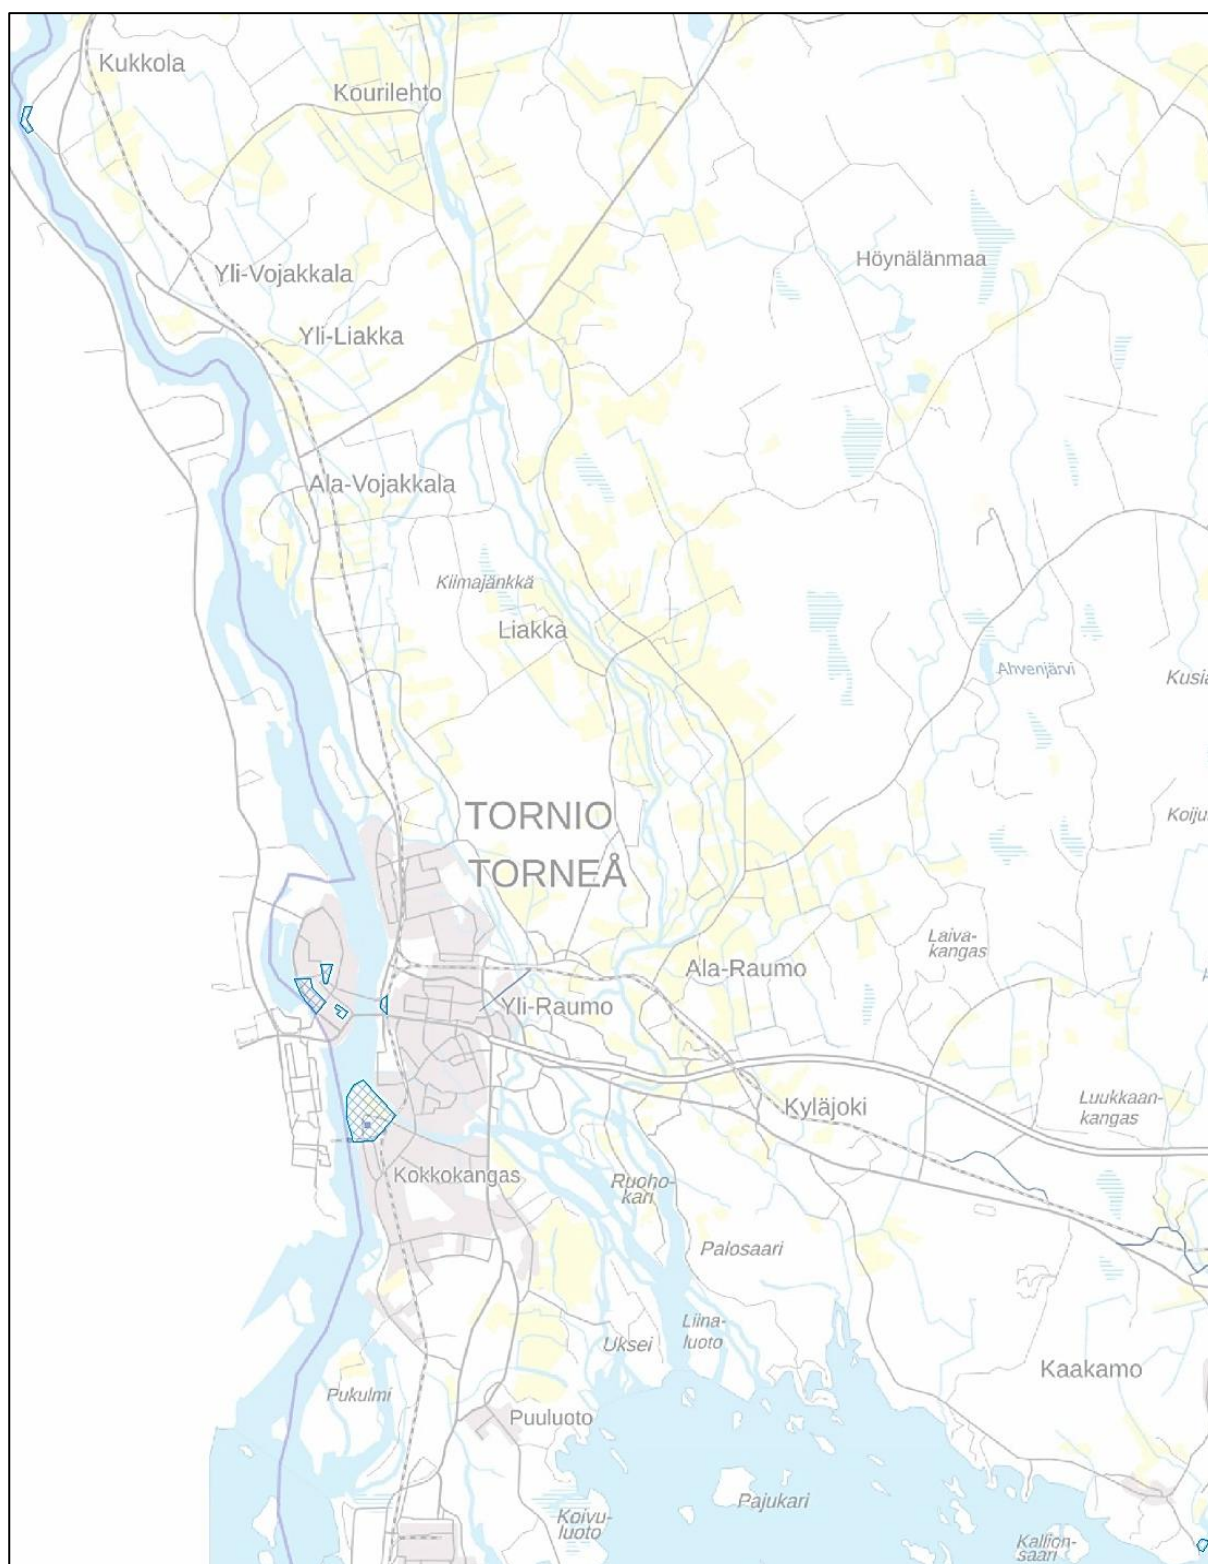 Kukkola
Kourilehto
Höynälänmaa
Yli-Vojakkala
Yli-Liakka
Ala-Vojakkala
Kiimajänkkä
Liakka
Ahvenjärvi
TORNIO
TORNEÅ
Laiva-
kangas
Ala-Raumo
Yli-Raumo
Kyläjoki
Luukkaan-
kangas
Kokkokangas
Ruoho-
kari
Palosaari
Liina-
luoto
Uksei
Kaakamo
Pukulmi
Puuluoto
Pajukari
Koivu-
luoto
Kallion-
saari